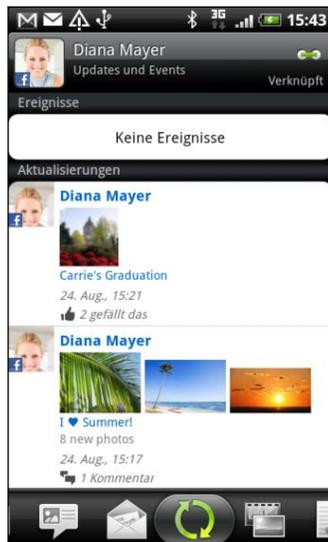 3G 15:43
Diana Mayer
Updates und Events
Verknüpft
Ereignisse
Keine Ereignisse
Aktualisierungen
Diana Mayer
Carrie's Graduation
24. Aug., 15:21
2 gefällt das
Diana Mayer
I ♥ Summer!
8 new photos
24. Aug., 15:17
1 Kommentar